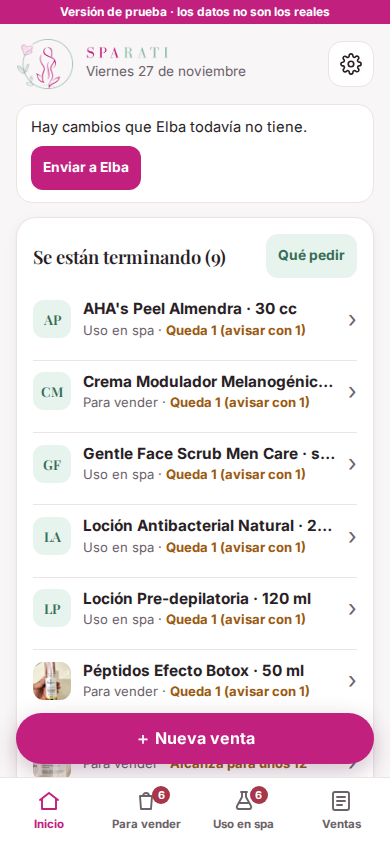 Versión de prueba · los datos no son los reales
SPARATI
Viernes 27 de noviembre
Hay cambios que Elba todavía no tiene.
Enviar a Elba
Se están terminando (9)
Qué pedir
AP
AHA's Peel Almendra · 30 cc
Uso en spa · Queda 1 (avisar con 1)
CM
Crema Modulador Melanogénic...
Para vender · Queda 1 (avisar con 1)
GF
Gentle Face Scrub Men Care · s...
Uso en spa · Queda 1 (avisar con 1)
LA
Loción Antibacterial Natural · 2...
Uso en spa · Queda 1 (avisar con 1)
LP
Loción Pre-depilatoria · 120 ml
Uso en spa · Queda 1 (avisar con 1)
Péptidos Efecto Botox · 50 ml
Para vender · Queda 1 (avisar con 1)
+ Nueva venta
Para vender · Alcanza para unos 12
6
6
Inicio
Para vender
Uso en spa
Ventas